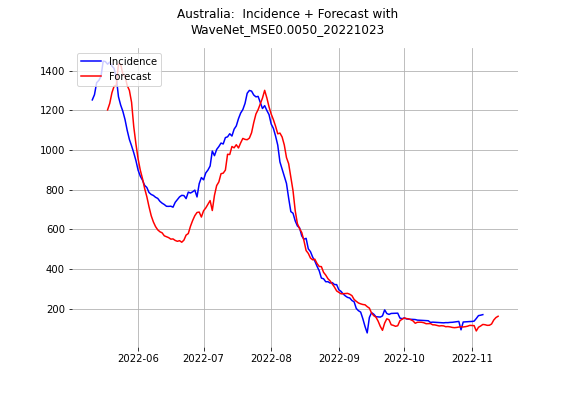 Australia:  Incidence + Forecast with
WaveNet_MSE0.0050_20221023
Incidence
Forecast
1400
1200
1000
800
600
400
200
2022-06 2022-07 2022-08 2022-09 2022-10 2022-11